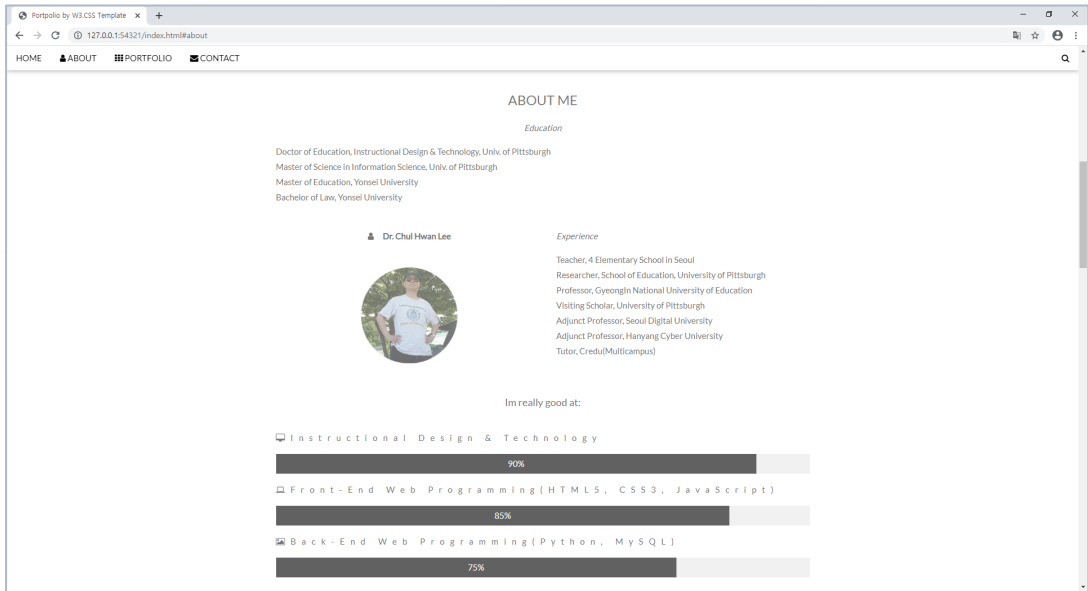 Portpolio by W3.CSS Template
127.0.0.1:54321/index.html#about
HOME ABOUT PORTFOLIO CONTACT
ABOUT ME
Education
Doctor of Education, Instructional Design & Technology, Univ. of Pittsburgh
Master of Science in Information Science, Univ. of Pittsburgh
Master of Education, Yonsei University
Bachelor of Law, Yonsei University
Dr. Chul Hwan Lee
Experience
Teacher, 4 Elementary School in Seoul
Researcher, School of Education, University of Pittsburgh
Professor, GyeongIn National University of Education
Visiting Scholar, University of Pittsburgh
Adjunct Professor, Seoul Digital University
Adjunct Professor, Hanyang Cyber University
Tutor, Credu(Multicampus)
Im really good at:
Instructional Design & Technology
90%
Front-End Web Programming(HTML5, CSS3, JavaScript)
85%
Back-End Web Programming(Python, MySQL)
75%